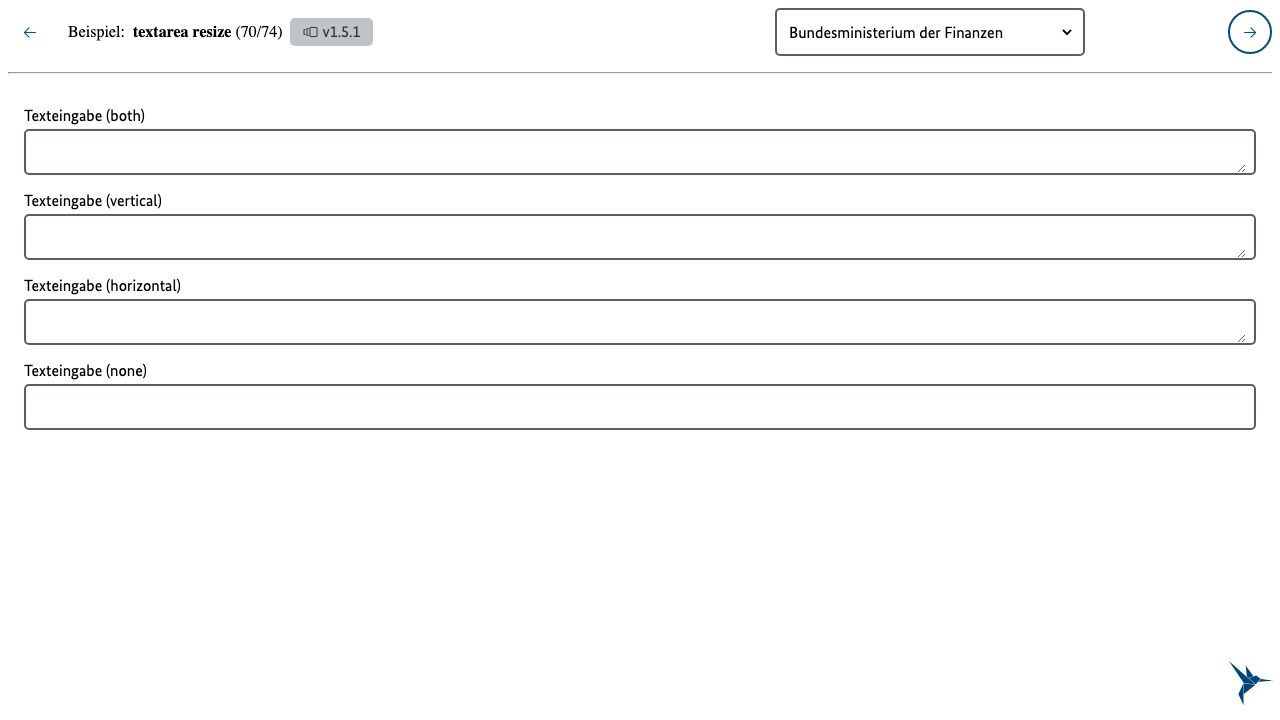 Beispiel: textarea resize (70/74) v1.5.1 Bundesministerium der Finanzen
Texteingabe (both)
Texteingabe (vertical)
Texteingabe (horizontal)
Texteingabe (none)